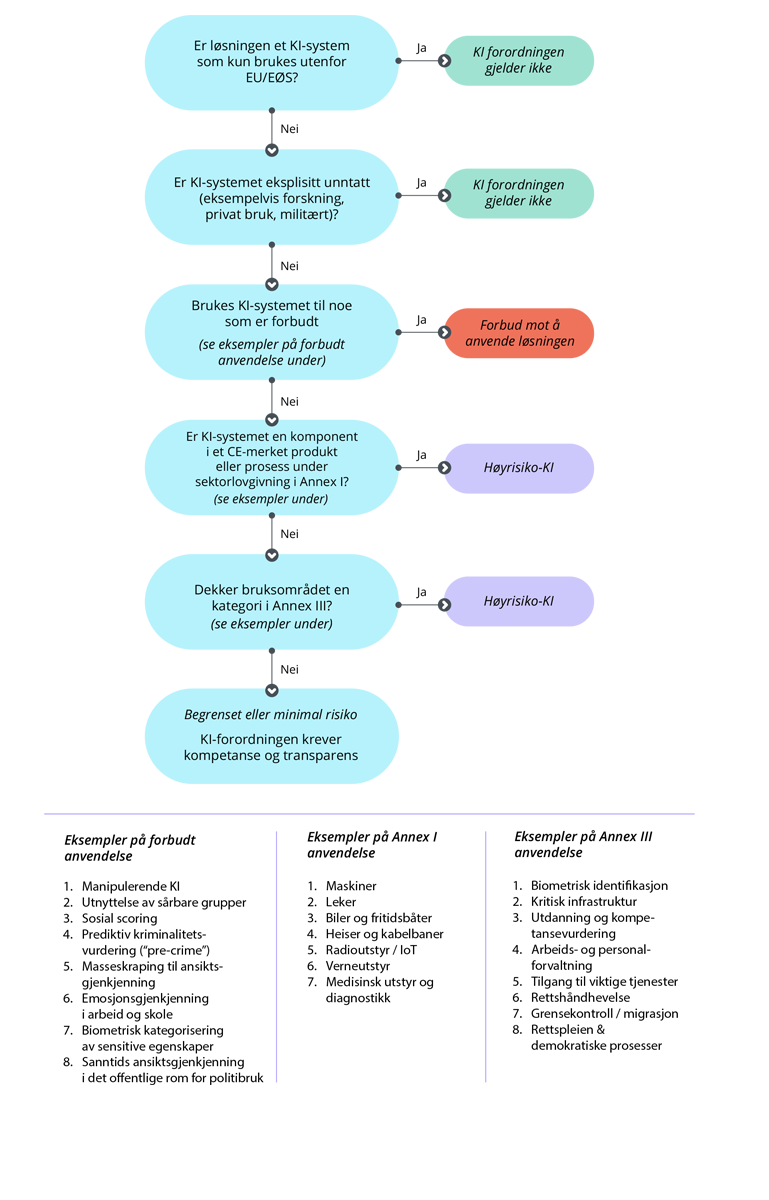 Er løsningen et KI-system
som kun brukes utenfor
EU/EØS?
Ja
KI forordningen
gjelder ikke
Nei
Er KI-systemet eksplisitt unntatt
(eksempelvis forskning,
privat bruk, militært)?
Ja
KI forordningen
gjelder ikke
Nei
Brukes KI-systemet til noe
som er forbudt
(se eksempler på forbudt
anvendelse under)
Ja
Forbud mot å
anvende løsningen
Nei
Er KI-systemet en komponent
i et CE-merket produkt
eller prosess under
sektorlovgivning i Annex I?
(se eksempler under)
Ja
Høyrisiko-KI
Nei
Dekker bruksområdet en
kategori i Annex III?
(se eksempler under)
Ja
Høyrisiko-KI
Nei
Begrenset eller minimal risiko
KI-forordningen krever
kompetanse og transparens
Eksempler på forbudt
anvendelse
1. Manipulerende KI
2. Utnyttelse av sårbare grupper
3. Sosial scoring
4. Prediktiv kriminalitets-
vurdering (“pre-crime”)
5. Masseskraping til ansikts-
gjenkjenning
6. Emosjonsgjenkjenning
i arbeid og skole
7. Biometrisk kategorisering
av sensitive egenskaper
8. Sanntids ansiktsgjenkjenning
i det offentlige rom for politibruk
Eksempler på Annex I
anvendelse
1. Maskiner
2. Leker
3. Biler og fritidsbåter
4. Heiser og kabelbaner
5. Radioutstyr / IoT
6. Verneutstyr
7. Medisinsk utstyr og
diagnostikk
Eksempler på Annex III
anvendelse
1. Biometrisk identifikasjon
2. Kritisk infrastruktur
3. Utdanning og kompe-
tansevurdering
4. Arbeids- og personal-
forvaltning
5. Tilgang til viktige tjenester
6. Rettshåndhevelse
7. Grensekontroll / migrasjon
8. Rettspleien &
demokratiske prosesser